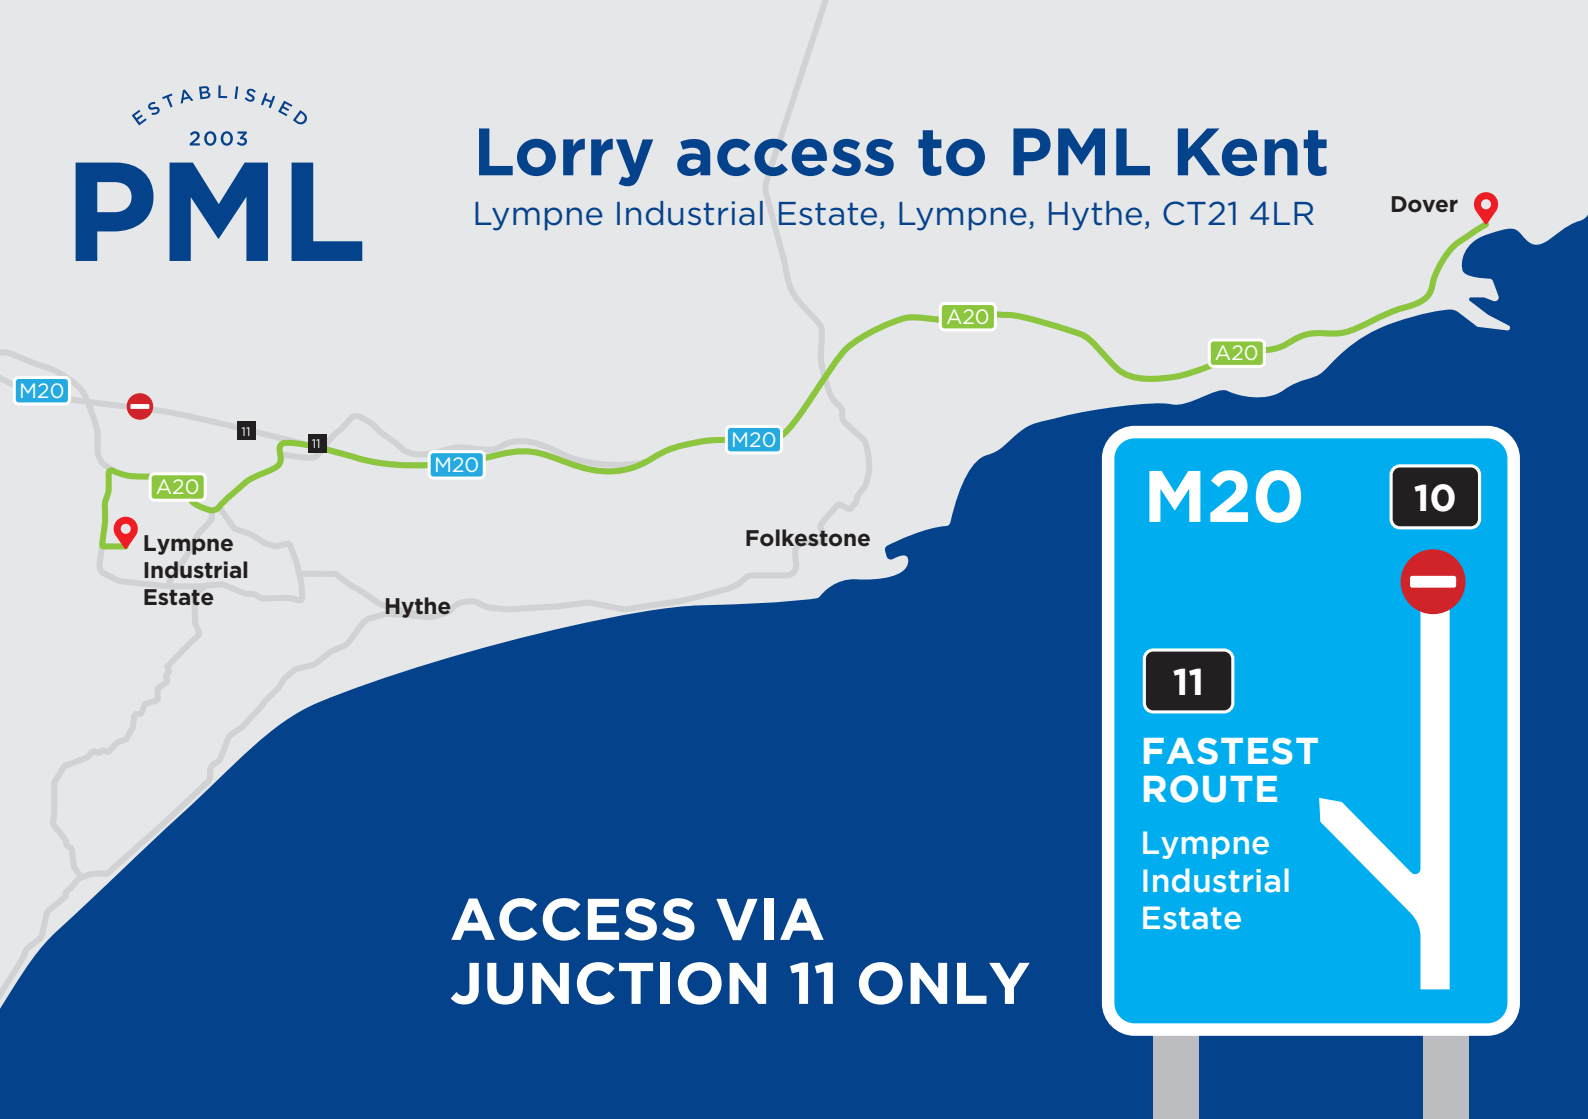 ESTABLISHED
2003
PML
Lorry access to PML Kent
Lympne Industrial Estate, Lympne, Hythe, CT21 4LR
Dover
A20
A20
M20
11
11
M20
M20
A20
Lympne
Industrial
Estate
Folkestone
Hythe
M20
10
11
FASTEST
ROUTE
Lympne
Industrial
Estate
ACCESS VIA
JUNCTION 11 ONLY